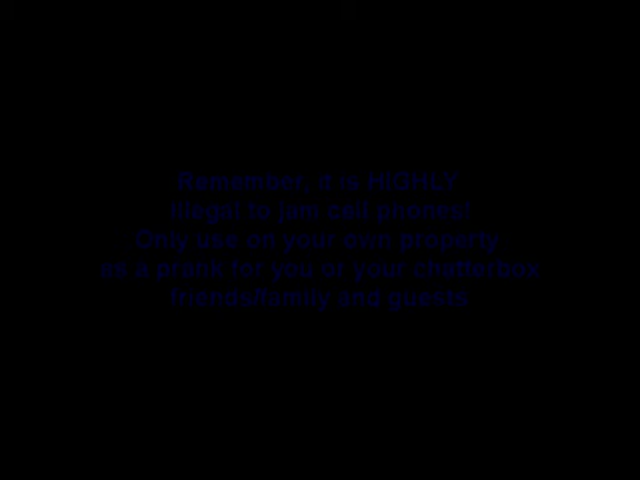 Remember, it is HIGHLY
illegal to jam cell phones!
Only use on your own property
as a prank for you or your chatterbox
friends/family and guests